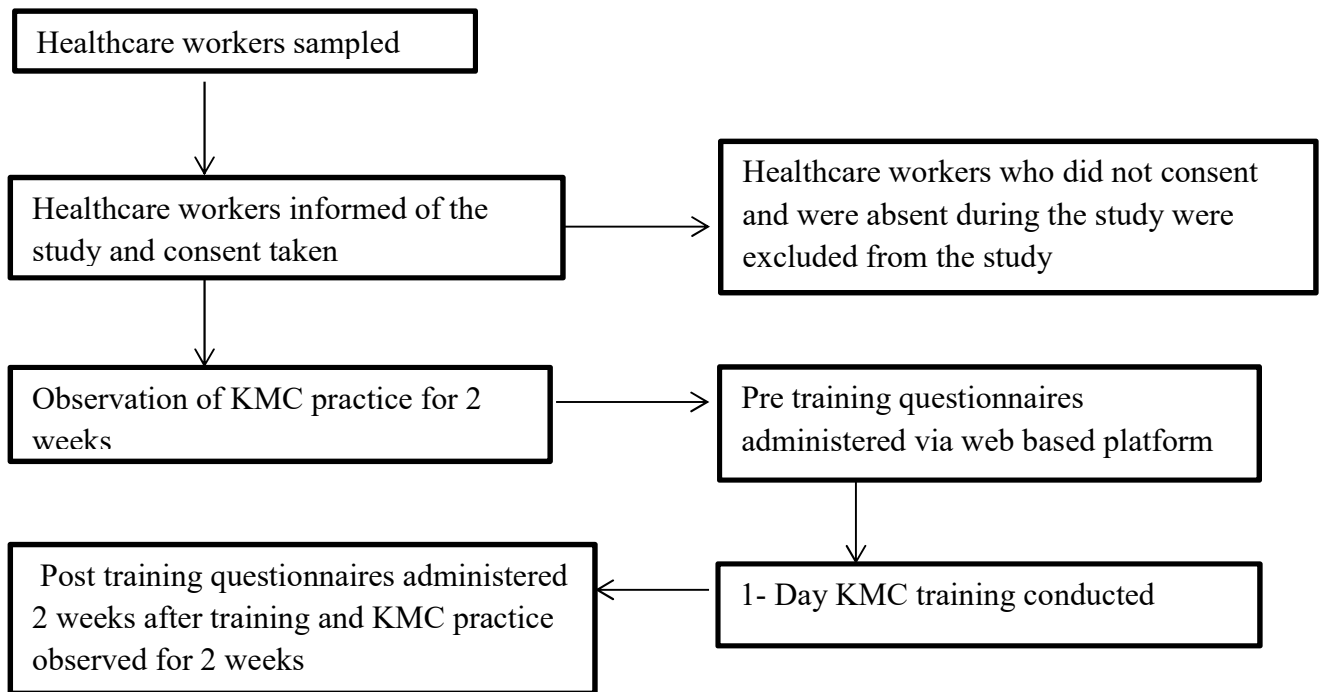 Healthcare workers sampled
Healthcare workers informed of the
study and consent taken
Healthcare workers who did not consent
and were absent during the study were
excluded from the study
Observation of KMC practice for 2
weeks
Pre training questionnaires
administered via web based platform
1- Day KMC training conducted
Post training questionnaires administered
2 weeks after training and KMC practice
observed for 2 weeks